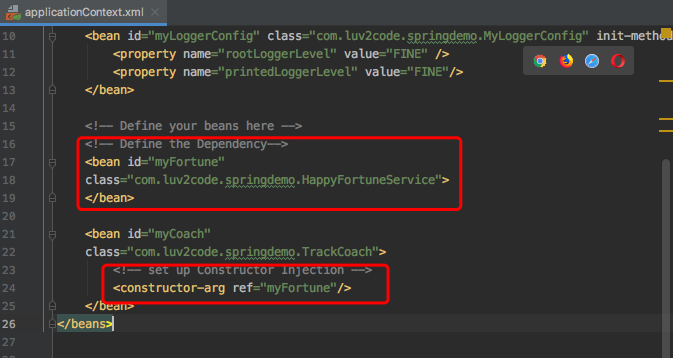 applicationContext.xml
10 <bean id="myLoggerConfig" class="com.luv2code.springdemo.MyLoggerConfig" init-method
11 <property name="rootLoggerLevel" value="FINE" />
12 <property name="printedLoggerLevel" value="FINE"/>
13 </bean>
14
15 <!-- Define your beans here -->
16 <!-- Define the Dependency-->
17 <bean id="myFortune"
18 class="com.luv2code.springdemo.HappyFortuneService">
19 </bean>
20
21 <bean id="myCoach"
22 class="com.luv2code.springdemo.TrackCoach">
23 <!-- set up Constructor Injection -->
24 <constructor-arg ref="myFortune"/>
25 </bean>
26 </beans>